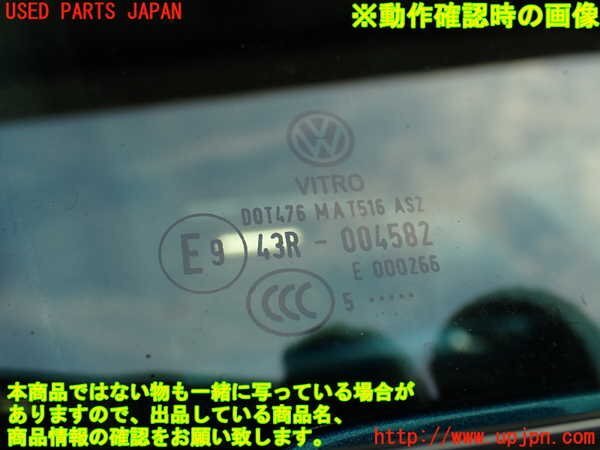 USED PARTS JAPAN
※動作確認時の画像
VITRO
DOT476 MAT516 AS2
E9 43R - 004582
E 000266
CCC 5 .....
本商品ではない物も一緒に写っている場合が
ありますので、出品している商品名、
商品情報の確認をお願い致します。
http://www.upjpn.com/